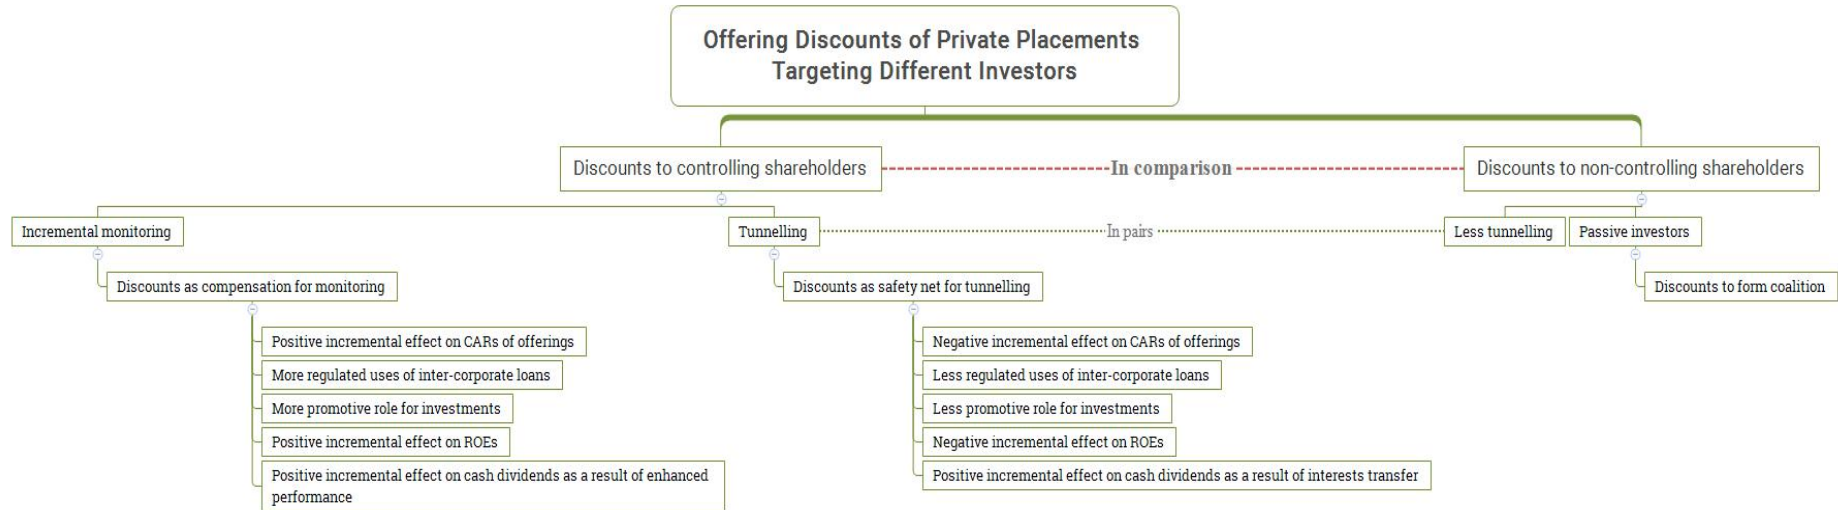 Offering Discounts of Private Placements
Targeting Different Investors
Discounts to controlling shareholders
In comparison
Discounts to non-controlling shareholders
Incremental monitoring
Tunnelling
In pairs
Less tunnelling
Passive investors
Discounts as compensation for monitoring
Discounts as safety net for tunnelling
Discounts to form coalition
Positive incremental effect on CARs of offerings
More regulated uses of inter-corporate loans
More promotive role for investments
Positive incremental effect on ROEs
Positive incremental effect on cash dividends as a result of enhanced
performance
Negative incremental effect on CARs of offerings
Less regulated uses of inter-corporate loans
Less promotive role for investments
Negative incremental effect on ROEs
Positive incremental effect on cash dividends as a result of interests transfer